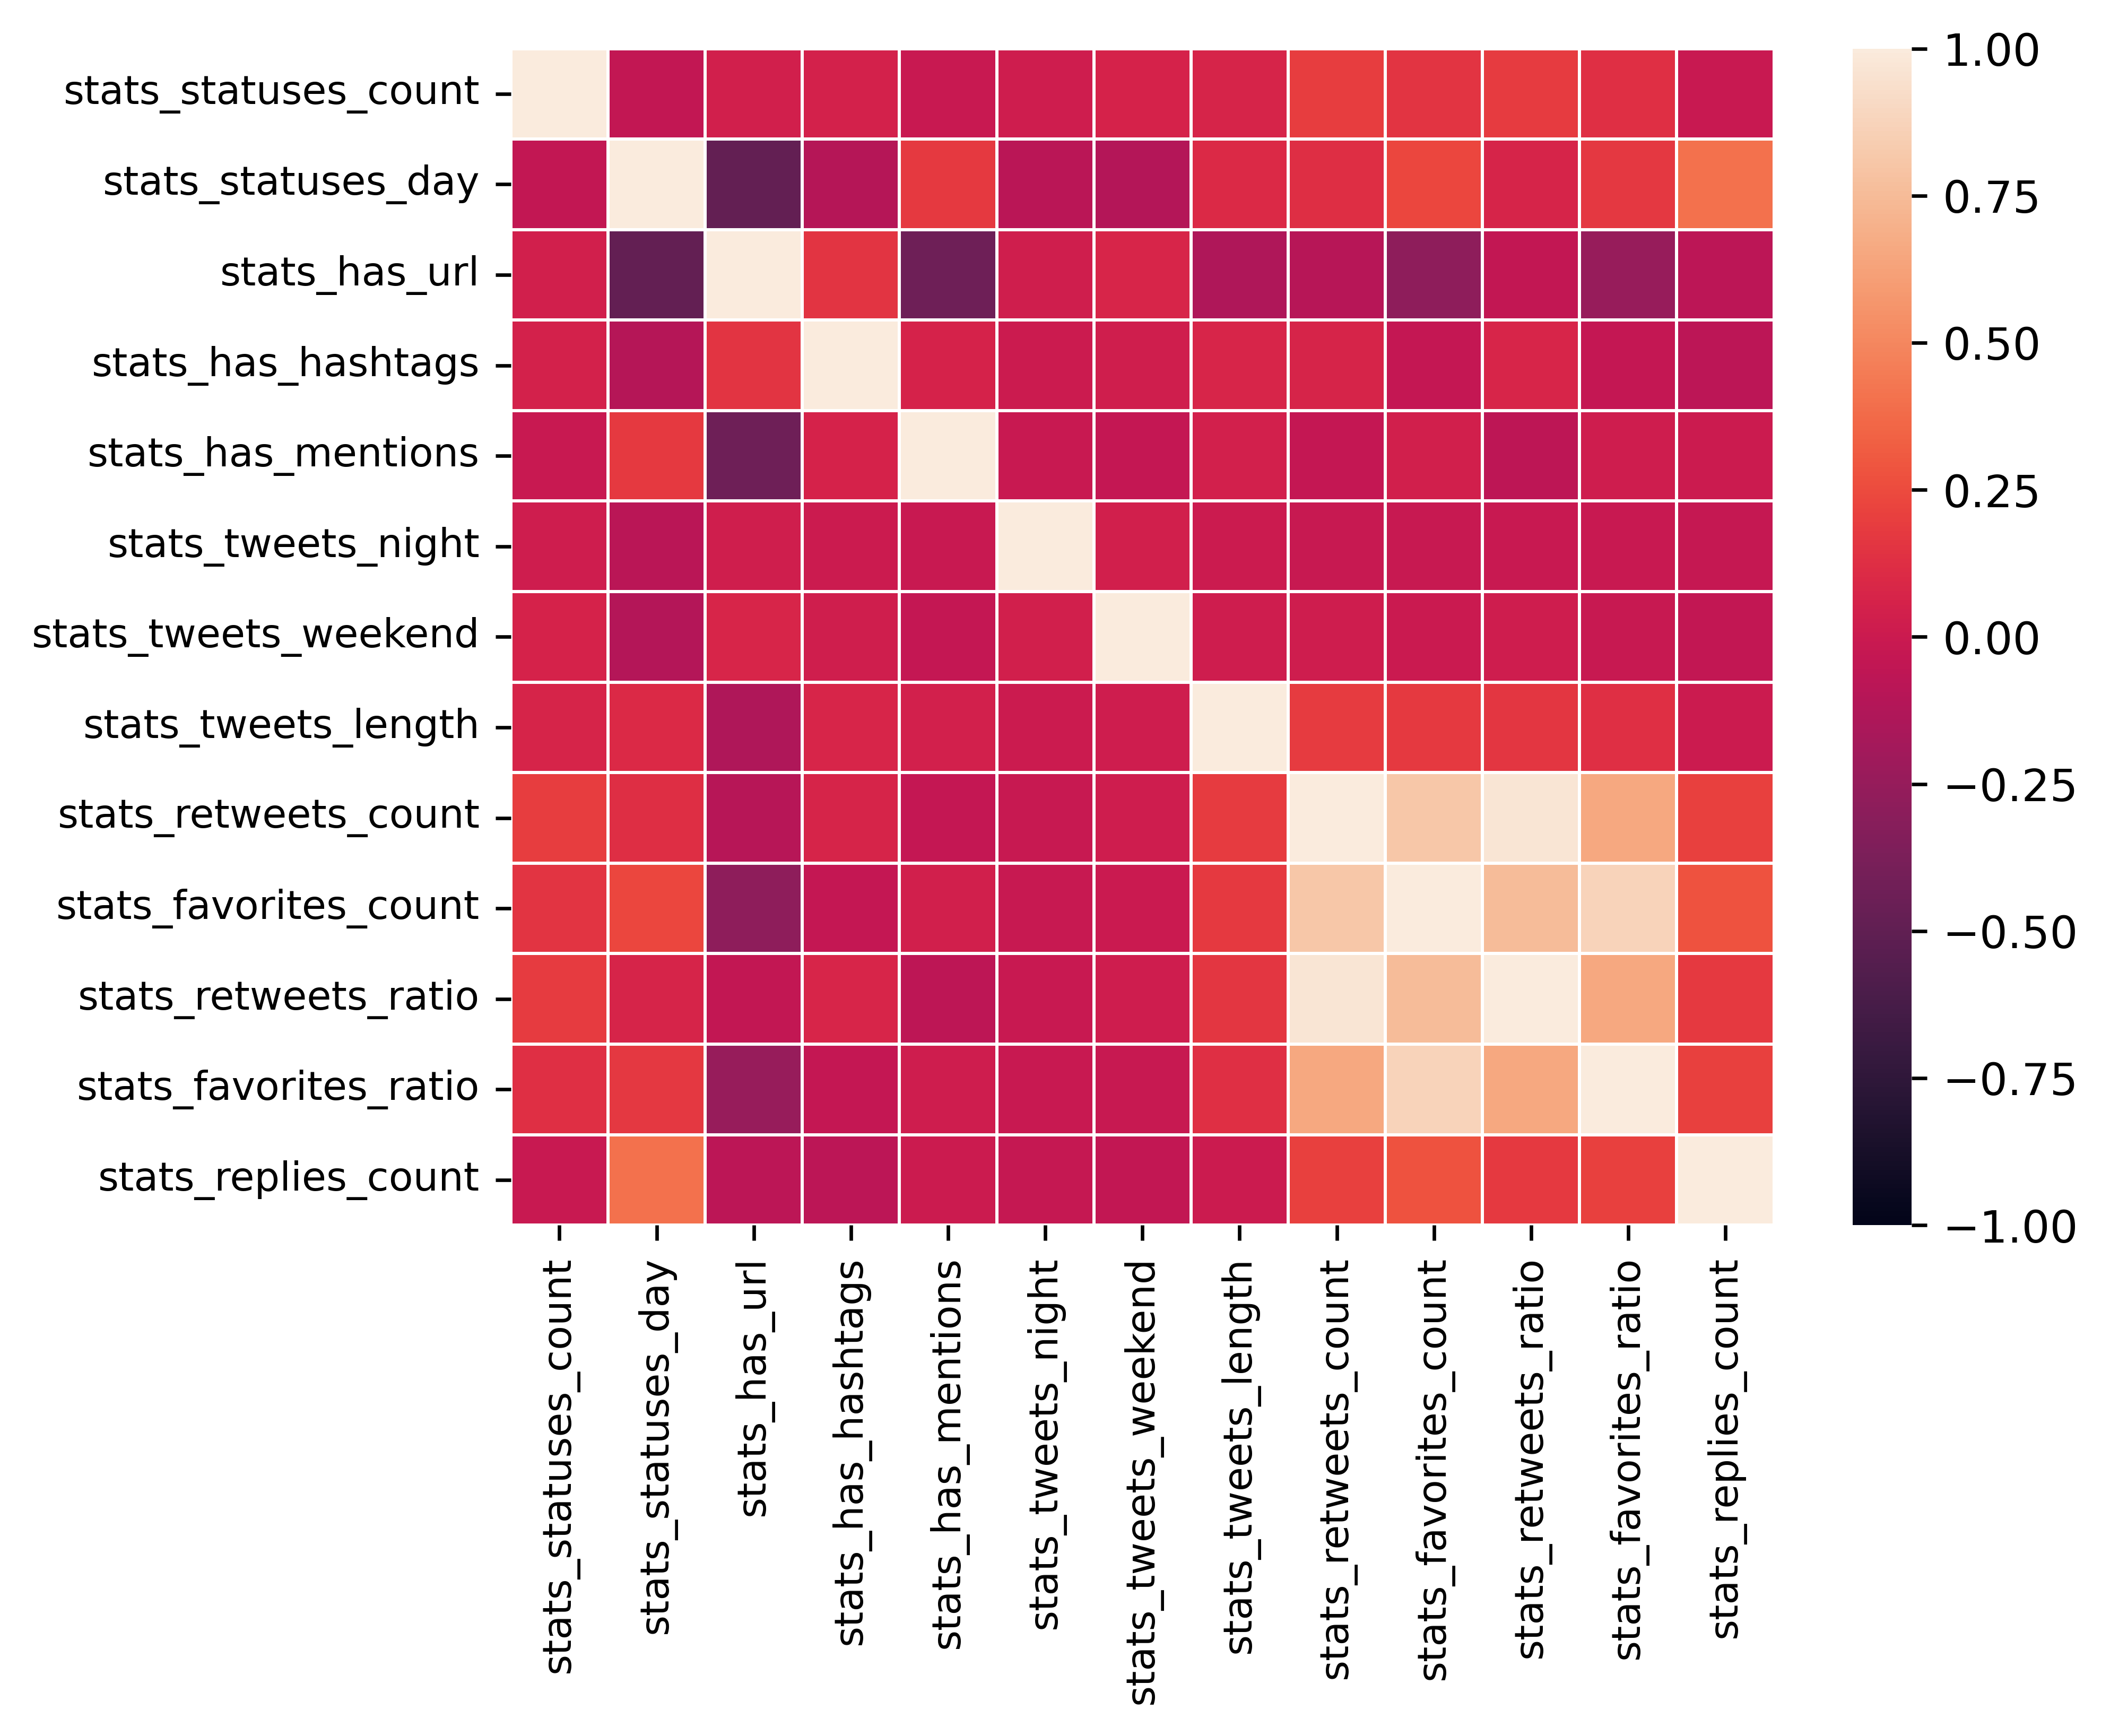 stats_statuses_count
stats_statuses_day
stats_has_url
stats_has_hashtags
stats_has_mentions
stats_tweets_night
stats_tweets_weekend
stats_tweets_length
stats_retweets_count
stats_favorites_count
stats_retweets_ratio
stats_favorites_ratio
stats_replies_count
stats_statuses_count
stats_statuses_day
stats_has_url
stats_has_hashtags
stats_has_mentions
stats_tweets_night
stats_tweets_weekend
stats_tweets_length
stats_retweets_count
stats_favorites_count
stats_retweets_ratio
stats_favorites_ratio
stats_replies_count
1.00
0.75
0.50
0.25
0.00
−0.25
−0.50
−0.75
−1.00